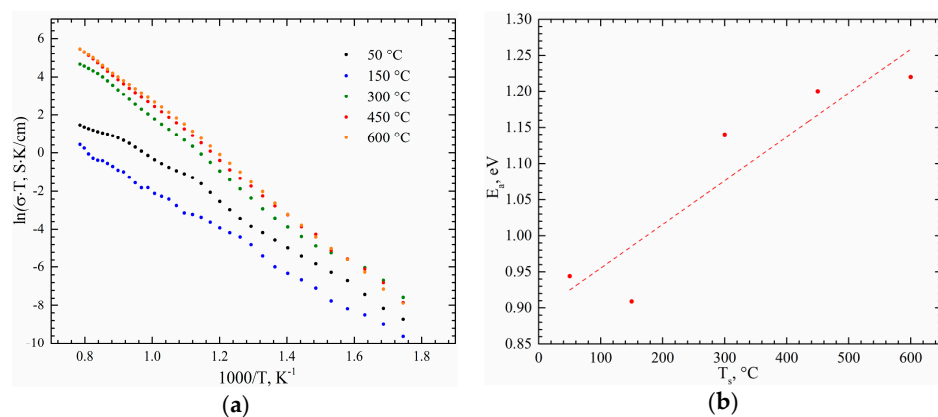 6
4
2
0
-2
-4
-6
-8
-10
ln(σ·T, S·K/cm)
50 °C
150 °C
300 °C
450 °C
600 °C
0.8 1.0 1.2 1.4 1.6 1.8
1000/T, K⁻¹
(a)
1.30
1.25
1.20
1.15
1.10
1.05
1.00
0.95
0.90
0.85
Eₐ, eV
0 100 200 300 400 500 600
Tₛ, °C
(b)